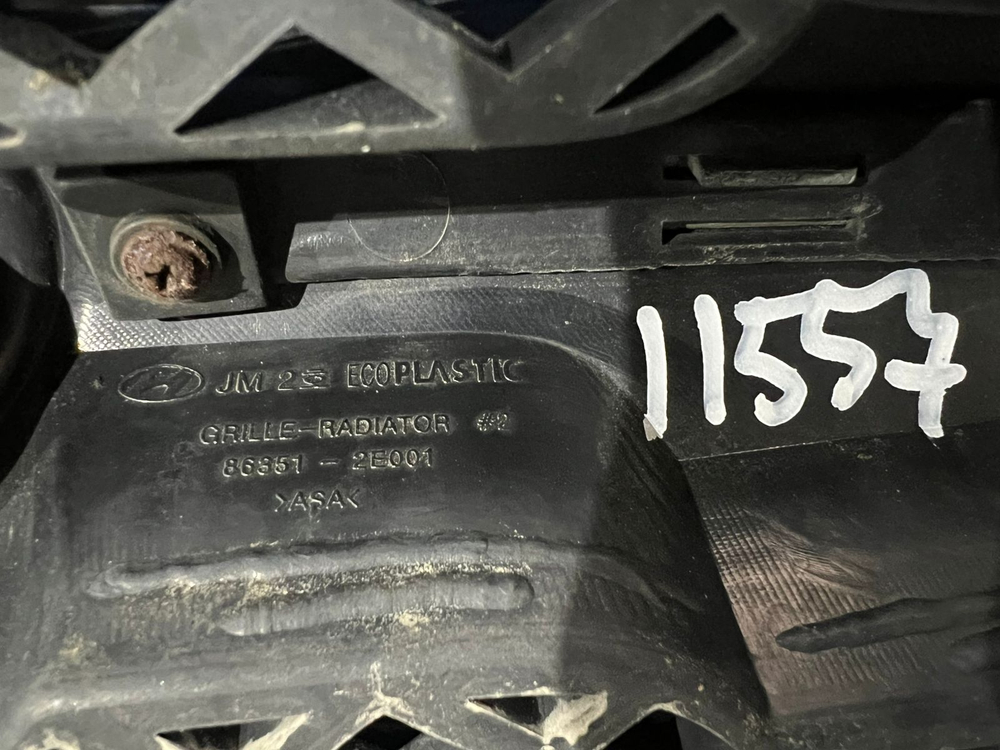 JM 2호 ECOPLASTIC
GRILLE-RADIATOR #2
86351 - 2E001
>ASA<
11557